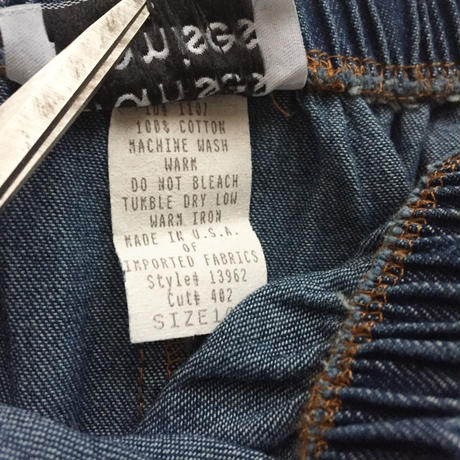 100% COTTON
MACHINE WASH
WARM
DO NOT BLEACH
TUMBLE DRY LOW
WARM IRON
MADE IN U.S.A.
OF
IMPORTED FABRICS
Style# 13962
Cut# 402
SIZE